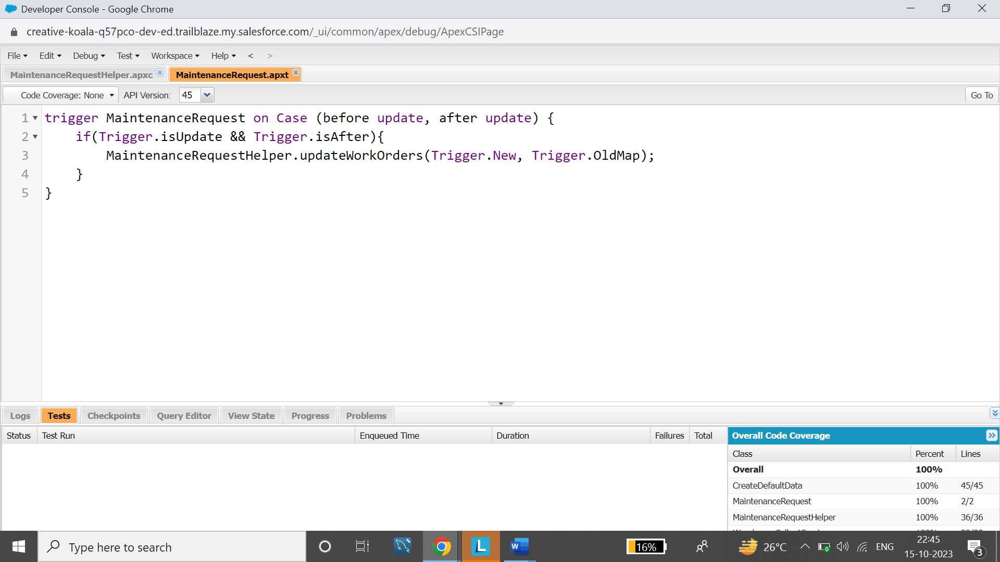 Developer Console - Google Chrome
creative-koala-q57pco-dev-ed.trailblaze.my.salesforce.com/_ui/common/apex/debug/ApexCSIPage
File Edit Debug Test Workspace Help < >
MaintenanceRequestHelper.apxc MaintenanceRequest.apxt
Code Coverage: None API Version: 45 Go To
1 trigger MaintenanceRequest on Case (before update, after update) {
2 if(Trigger.isUpdate && Trigger.isAfter){
3 MaintenanceRequestHelper.updateWorkOrders(Trigger.New, Trigger.OldMap);
4 }
5 }
Logs Tests Checkpoints Query Editor View State Progress Problems
Status Test Run Enqueued Time Duration Failures Total
Overall Code Coverage
Class Percent Lines
Overall 100%
CreateDefaultData 100% 45/45
MaintenanceRequest 100% 2/2
MaintenanceRequestHelper 100% 36/36
Type here to search
L
W
16%
26°C
ENG
22:45
15-10-2023
3